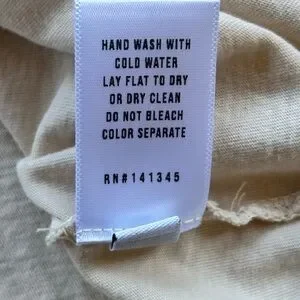 HAND WASH WITH
COLD WATER
LAY FLAT TO DRY
OR DRY CLEAN
DO NOT BLEACH
COLOR SEPARATE
RN#141345